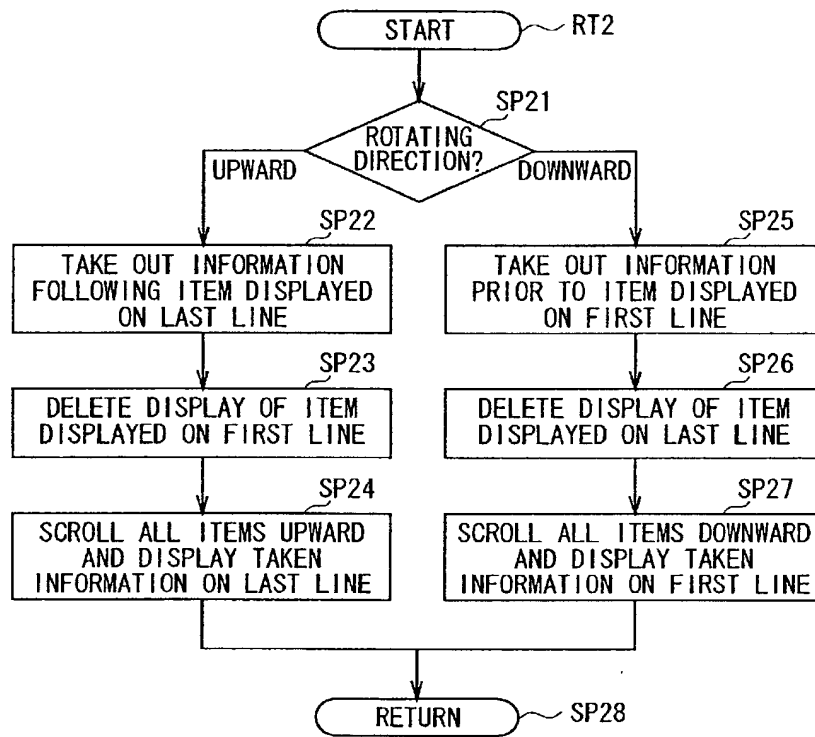 START
RT2
SP21
ROTATING
DIRECTION?
UPWARD
DOWNWARD
SP22
TAKE OUT INFORMATION
FOLLOWING ITEM DISPLAYED
ON LAST LINE
SP25
TAKE OUT INFORMATION
PRIOR TO ITEM DISPLAYED
ON FIRST LINE
SP23
DELETE DISPLAY OF ITEM
DISPLAYED ON FIRST LINE
SP26
DELETE DISPLAY OF ITEM
DISPLAYED ON LAST LINE
SP24
SCROLL ALL ITEMS UPWARD
AND DISPLAY TAKEN
INFORMATION ON LAST LINE
SP27
SCROLL ALL ITEMS DOWNWARD
AND DISPLAY TAKEN
INFORMATION ON FIRST LINE
RETURN
SP28